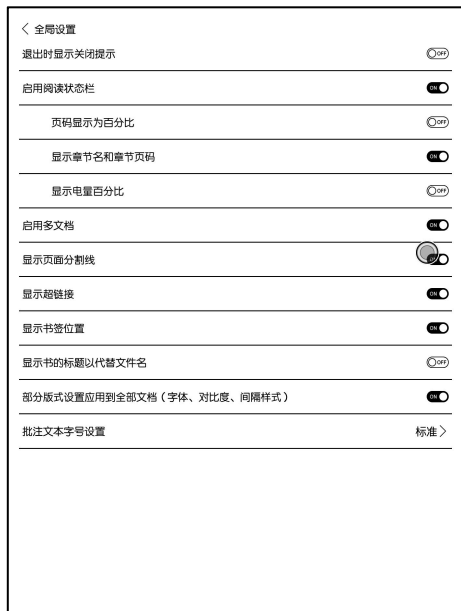 < 全局设置
退出时显示关闭提示 OFF
启用阅读状态栏 ON
页码显示为百分比 OFF
显示章节名和章节页码 ON
显示电量百分比 OFF
启用多文档 ON
显示页面分割线
显示超链接 ON
显示书签位置 ON
显示书的标题以代替文件名 OFF
部分版式设置应用到全部文档（字体、对比度、间隔样式） ON
批注文本字号设置 标准 >